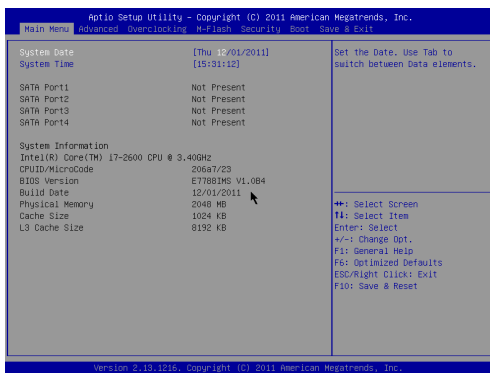 Aptio Setup Utility – Copyright (C) 2011 American Megatrends, Inc.
Main Menu Advanced Overclocking M-Flash Security Boot Save & Exit
System Date [Thu 12/01/2011]
System Time [15:31:12]
SATA Port1 Not Present
SATA Port2 Not Present
SATA Port3 Not Present
SATA Port4 Not Present
System Information
Intel(R) Core(TM) i7-2600 CPU @ 3.40GHz
CPUID/MicroCode 206a7/23
BIOS Version E7788IMS V1.0B4
Build Date 12/01/2011
Physical Memory 2048 MB
Cache Size 1024 KB
L3 Cache Size 8192 KB
Set the Date. Use Tab to
switch between Data elements.
→←: Select Screen
↑↓: Select Item
Enter: Select
+/-: Change Opt.
F1: General Help
F6: Optimized Defaults
ESC/Right Click: Exit
F10: Save & Reset
Version 2.13.1216. Copyright (C) 2011 American Megatrends, Inc.